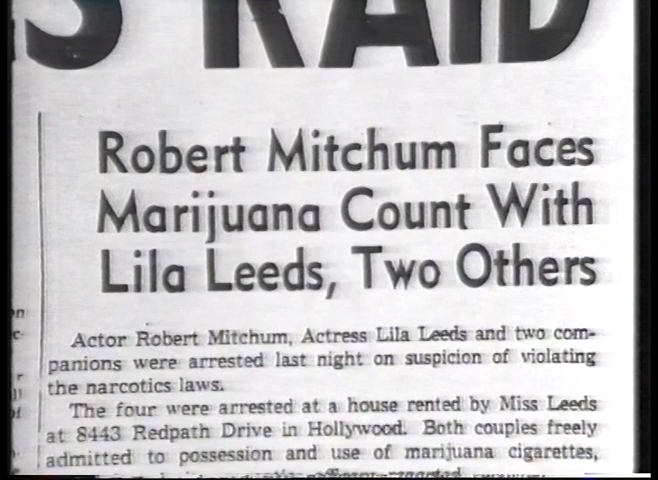 S RAID
Robert Mitchum Faces
Marijuana Count With
Lila Leeds, Two Others
Actor Robert Mitchum, Actress Lila Leeds and two com-
panions were arrested last night on suspicion of violating
the narcotics laws.
The four were arrested at a house rented by Miss Leeds
at 8443 Redpath Drive in Hollywood. Both couples freely
admitted to possession and use of marijuana cigarettes,